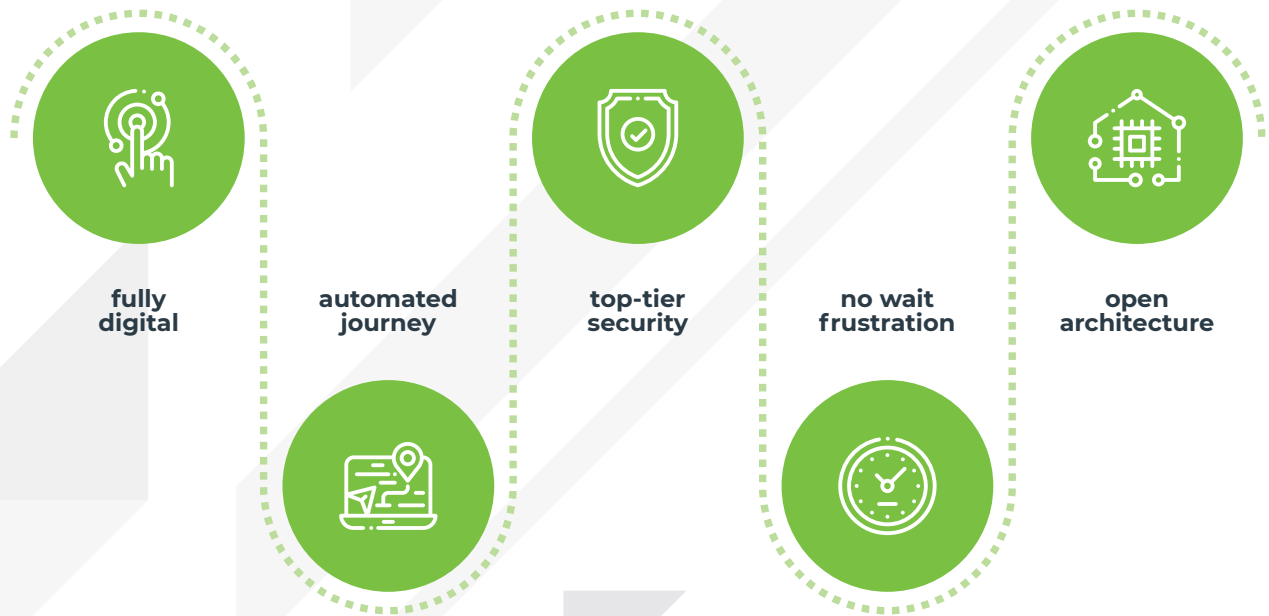 fully
digital
automated
journey
top-tier
security
no wait
frustration
open
architecture